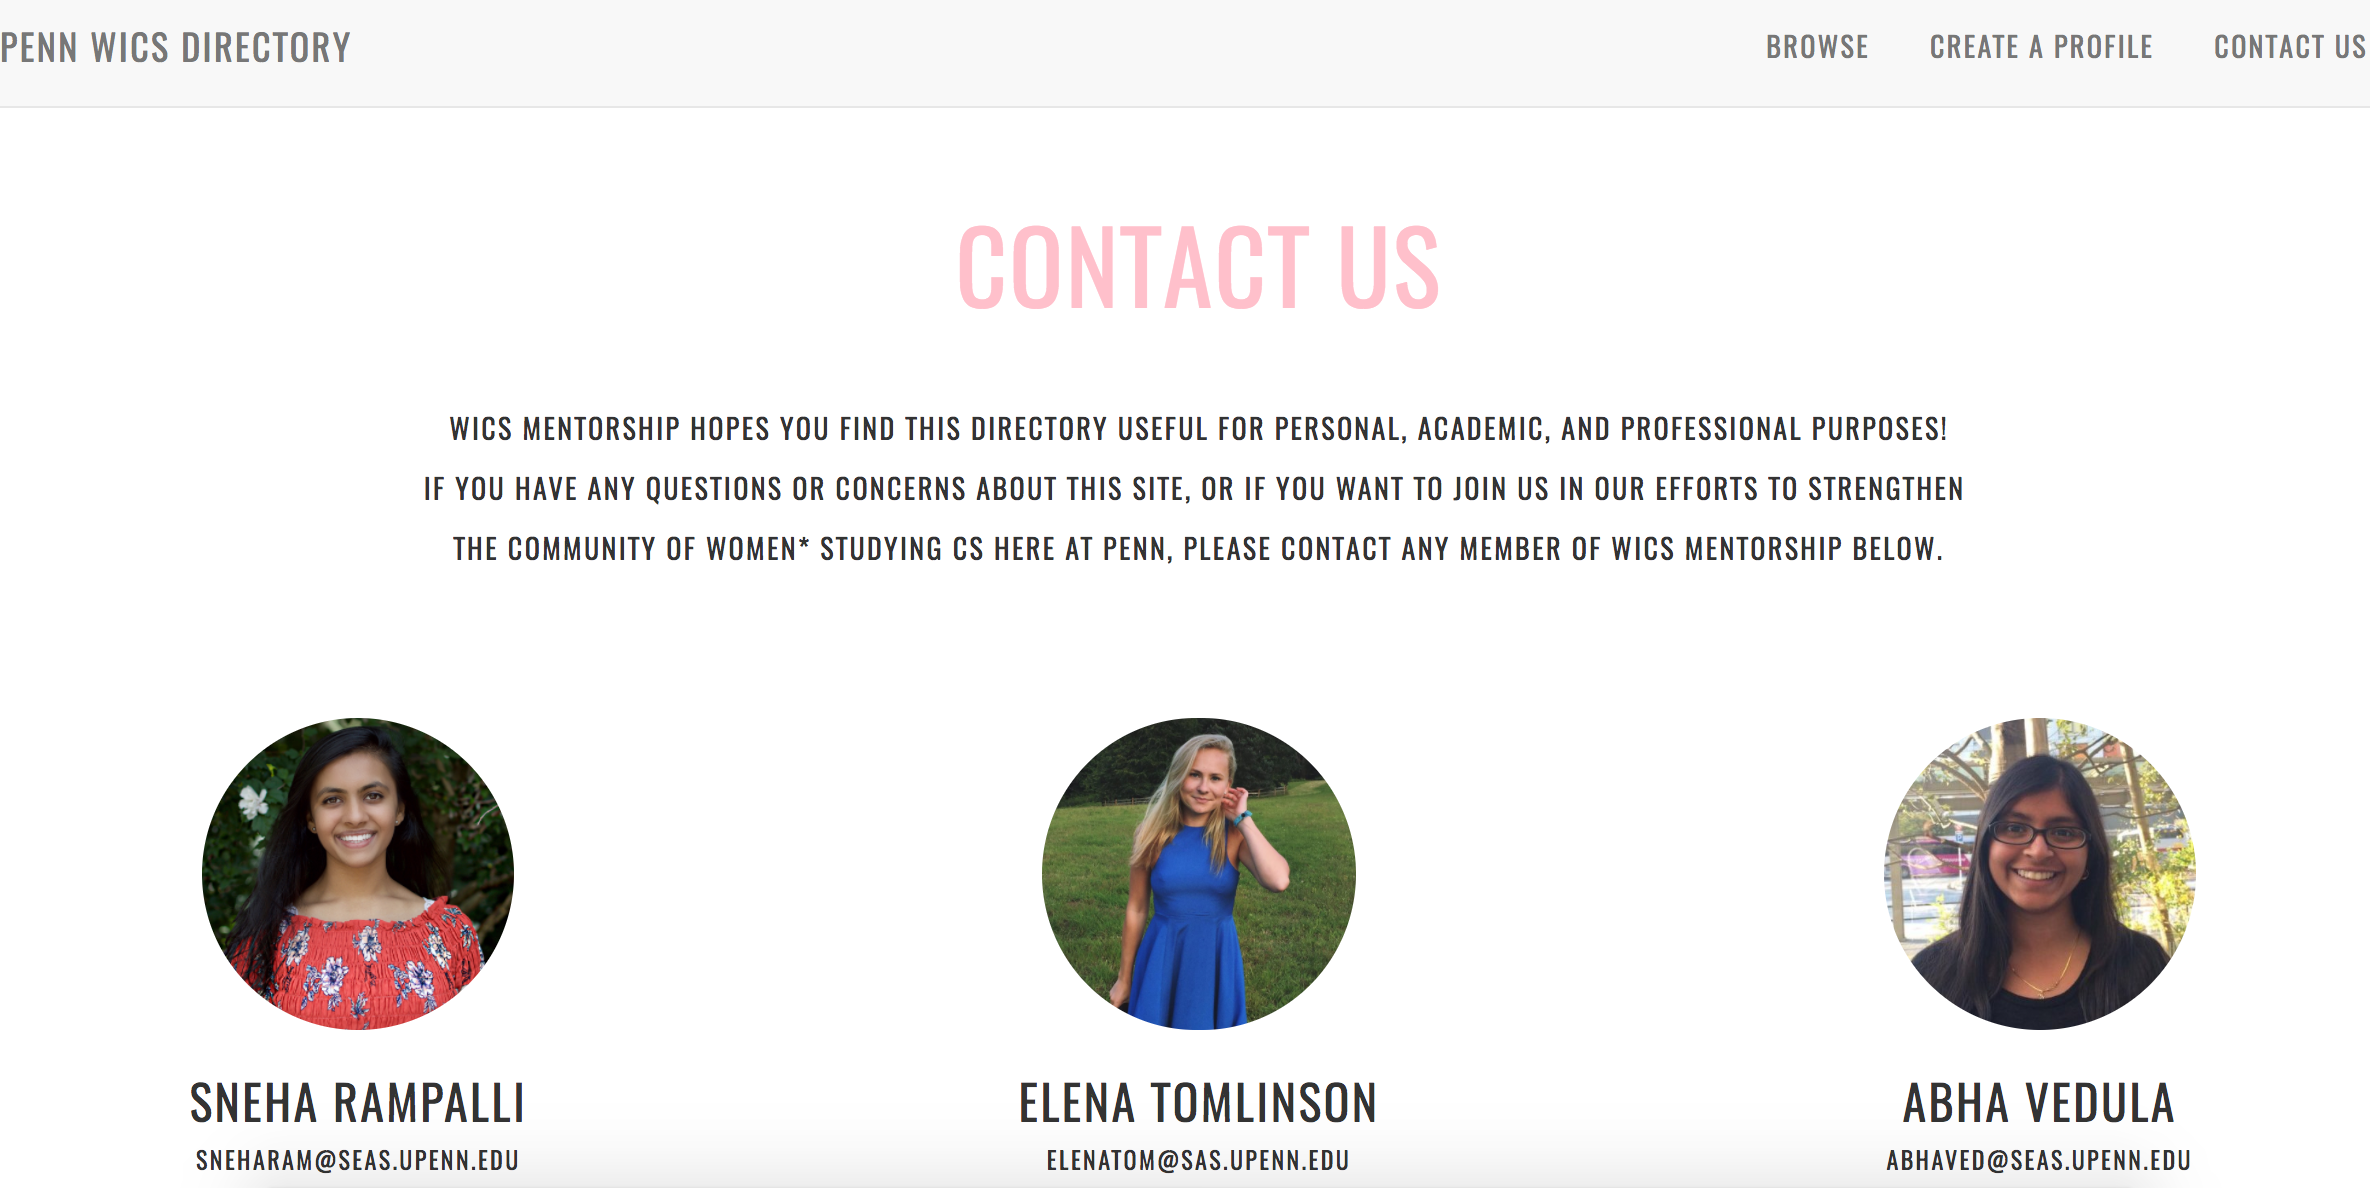 PENN WICS DIRECTORY
BROWSE CREATE A PROFILE CONTACT US
CONTACT US
WICS MENTORSHIP HOPES YOU FIND THIS DIRECTORY USEFUL FOR PERSONAL, ACADEMIC, AND PROFESSIONAL PURPOSES!
IF YOU HAVE ANY QUESTIONS OR CONCERNS ABOUT THIS SITE, OR IF YOU WANT TO JOIN US IN OUR EFFORTS TO STRENGTHEN
THE COMMUNITY OF WOMEN* STUDYING CS HERE AT PENN, PLEASE CONTACT ANY MEMBER OF WICS MENTORSHIP BELOW.
SNEHA RAMPALLI
SNEHARAM@SEAS.UPENN.EDU
ELENA TOMLINSON
ELENATOM@SAS.UPENN.EDU
ABHA VEDULA
ABHAVED@SEAS.UPENN.EDU